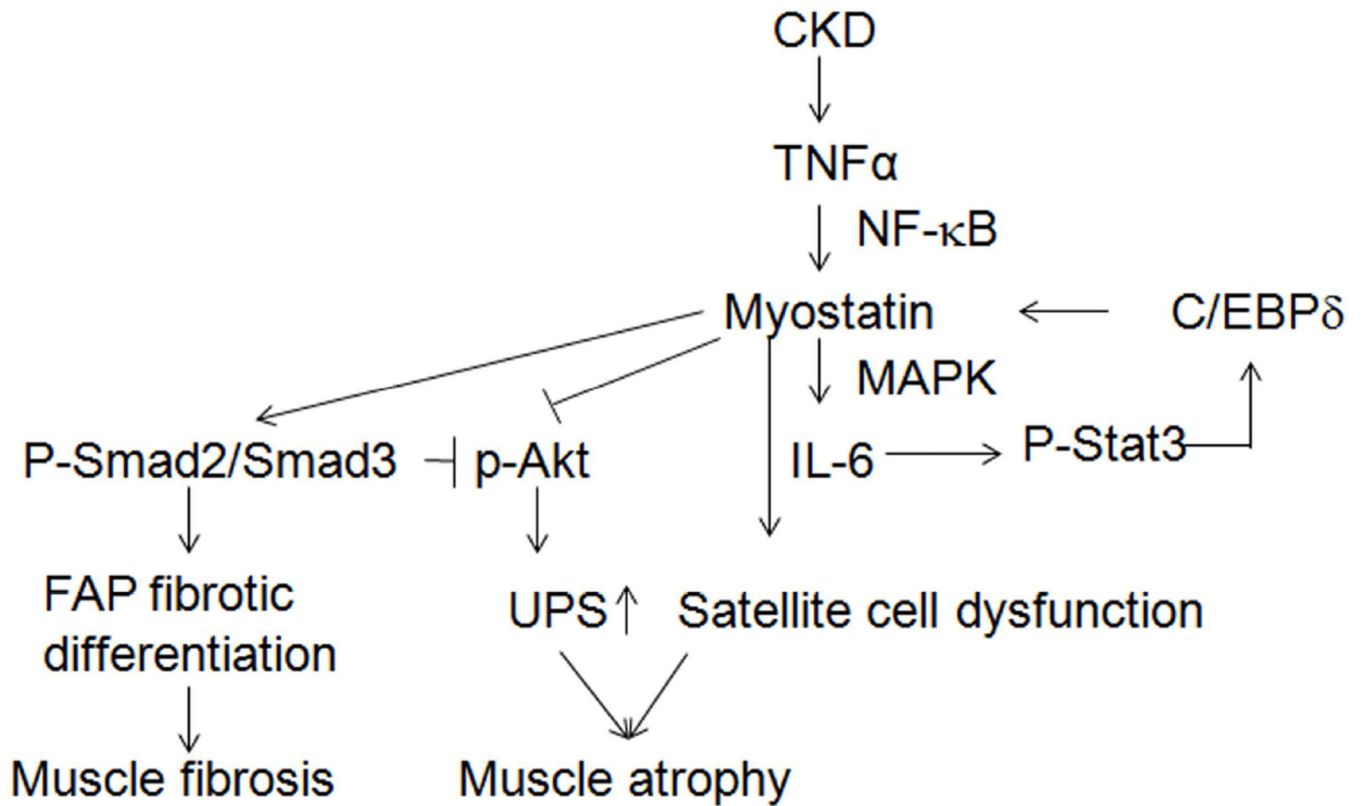 CKD
TNFα
NF-κB
Myostatin
C/EBPδ
MAPK
P-Smad2/Smad3
p-Akt
IL-6
P-Stat3
FAP fibrotic
differentiation
UPS
Satellite cell dysfunction
Muscle fibrosis
Muscle atrophy